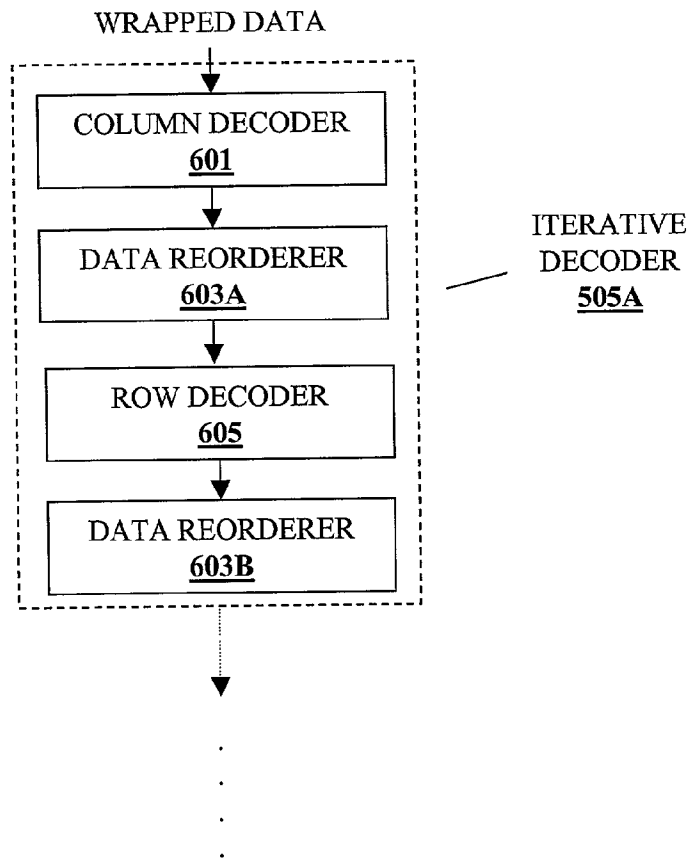 WRAPPED DATA
COLUMN DECODER
601
DATA REORDERER
603A
ITERATIVE
DECODER
505A
ROW DECODER
605
DATA REORDERER
603B